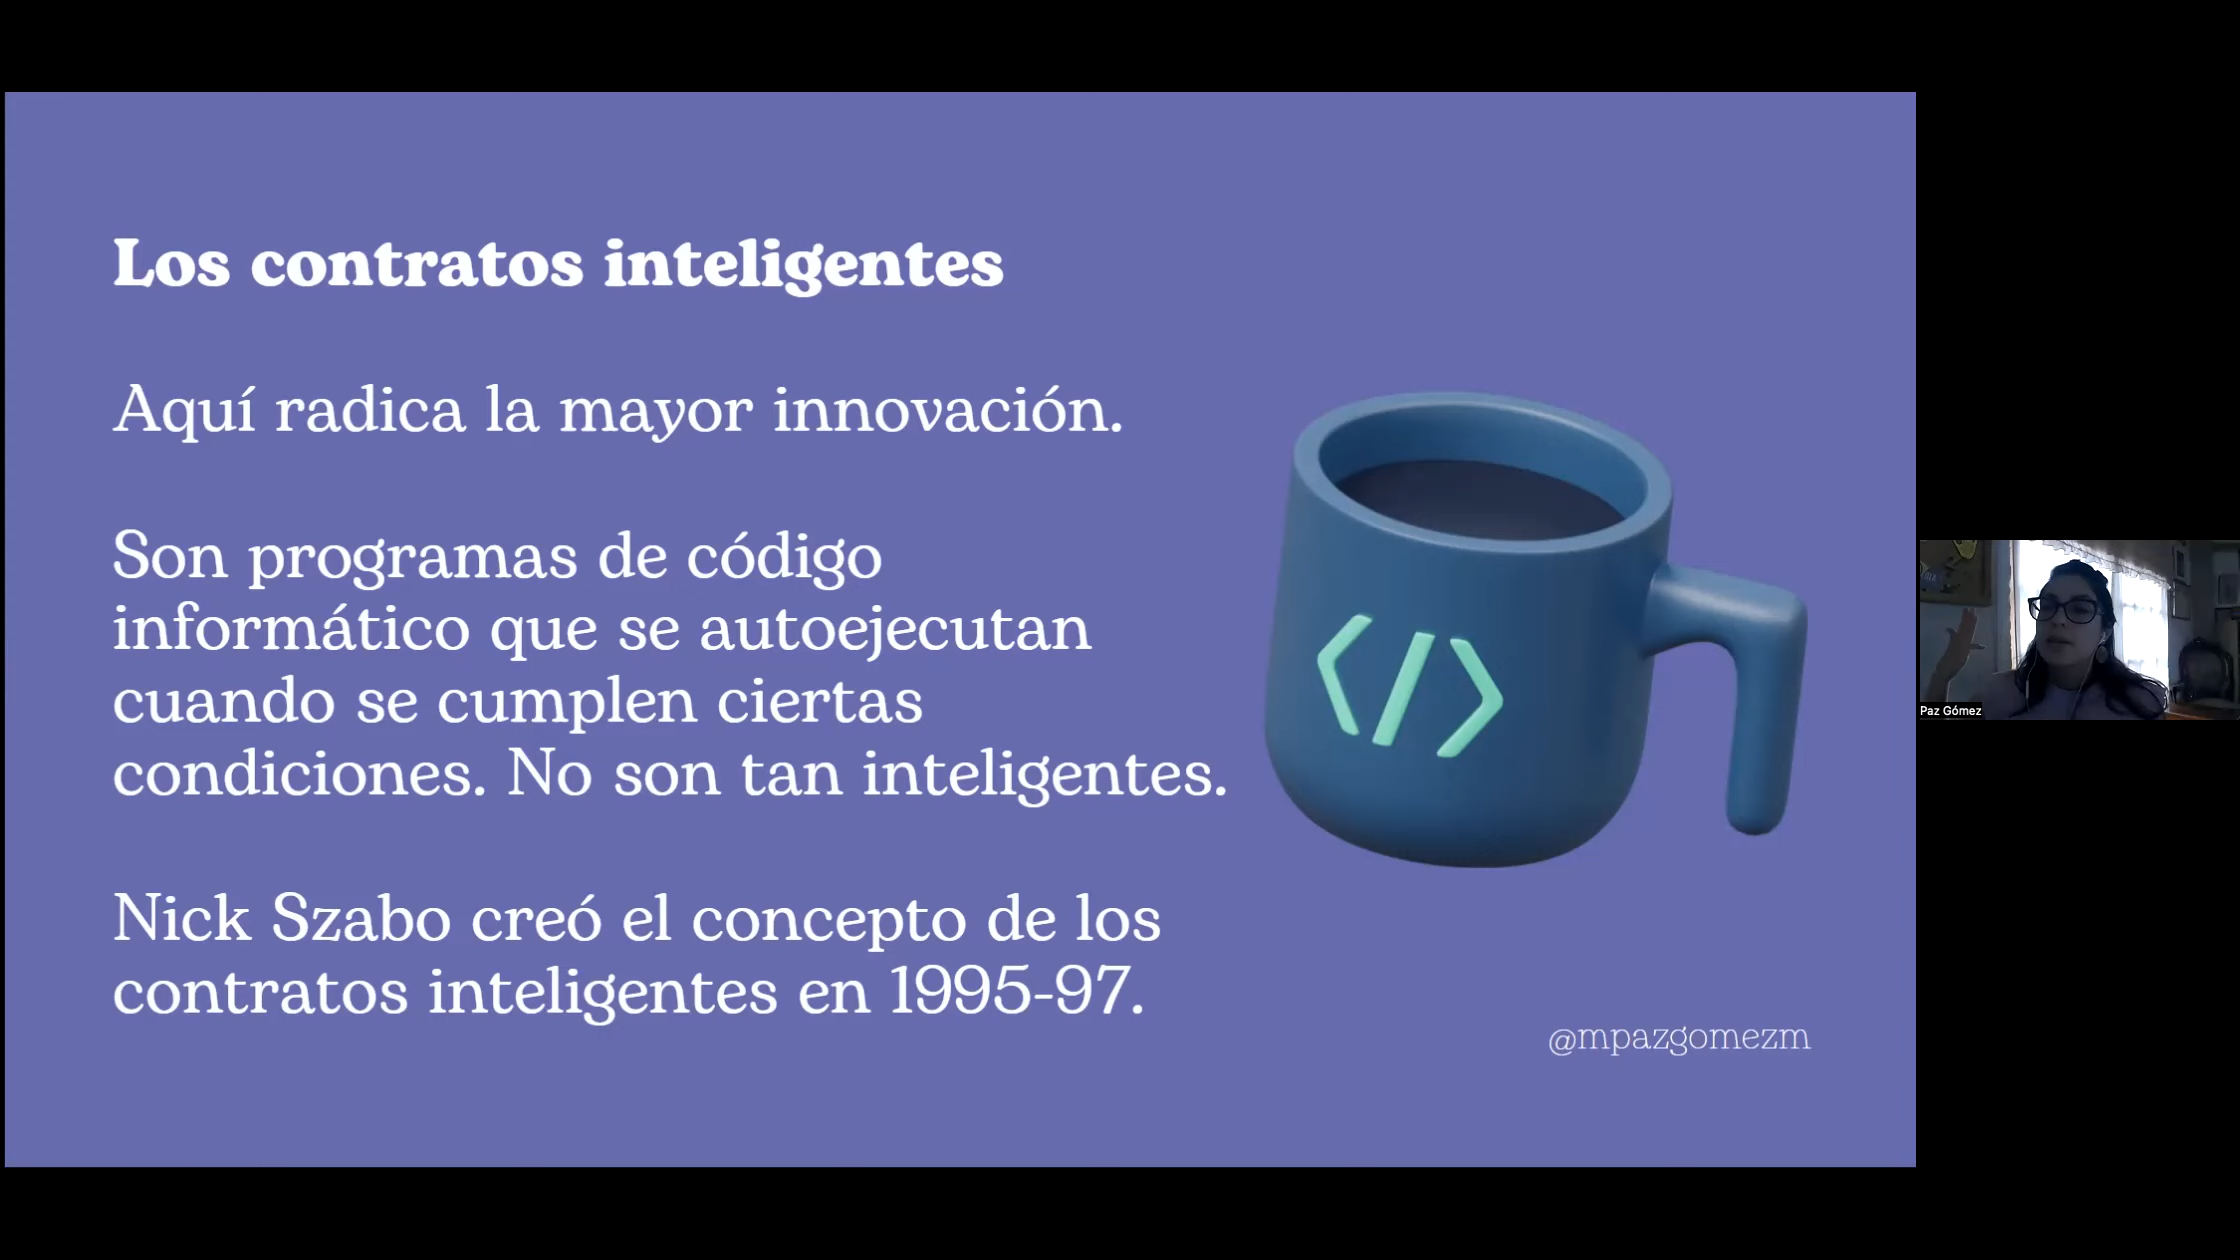 Los contratos inteligentes
Aquí radica la mayor innovación.
Son programas de código
informático que se autoejecutan
cuando se cumplen ciertas
condiciones. No son tan inteligentes.
Nick Szabo creó el concepto de los
contratos inteligentes en 1995-97.
</>
@mpazgomezm
Paz Gómez